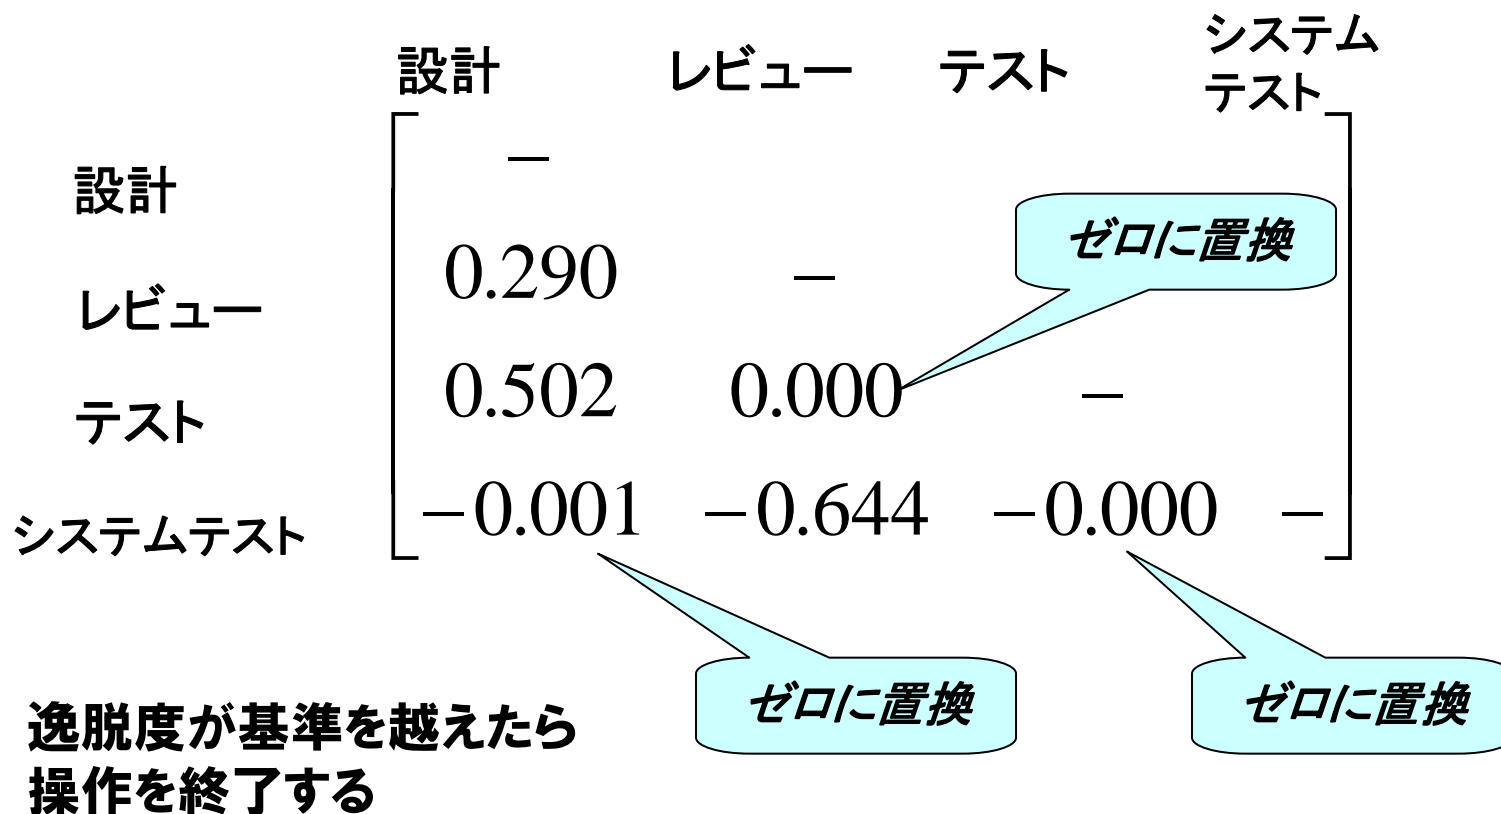 設計 レビュー テスト システム
テスト
設計 −
ゼロに置換
レビュー 0.290 −
テスト 0.502 0.000 −
システムテスト −0.001 −0.644 −0.000 −
ゼロに置換 ゼロに置換
逸脱度が基準を越えたら
操作を終了する